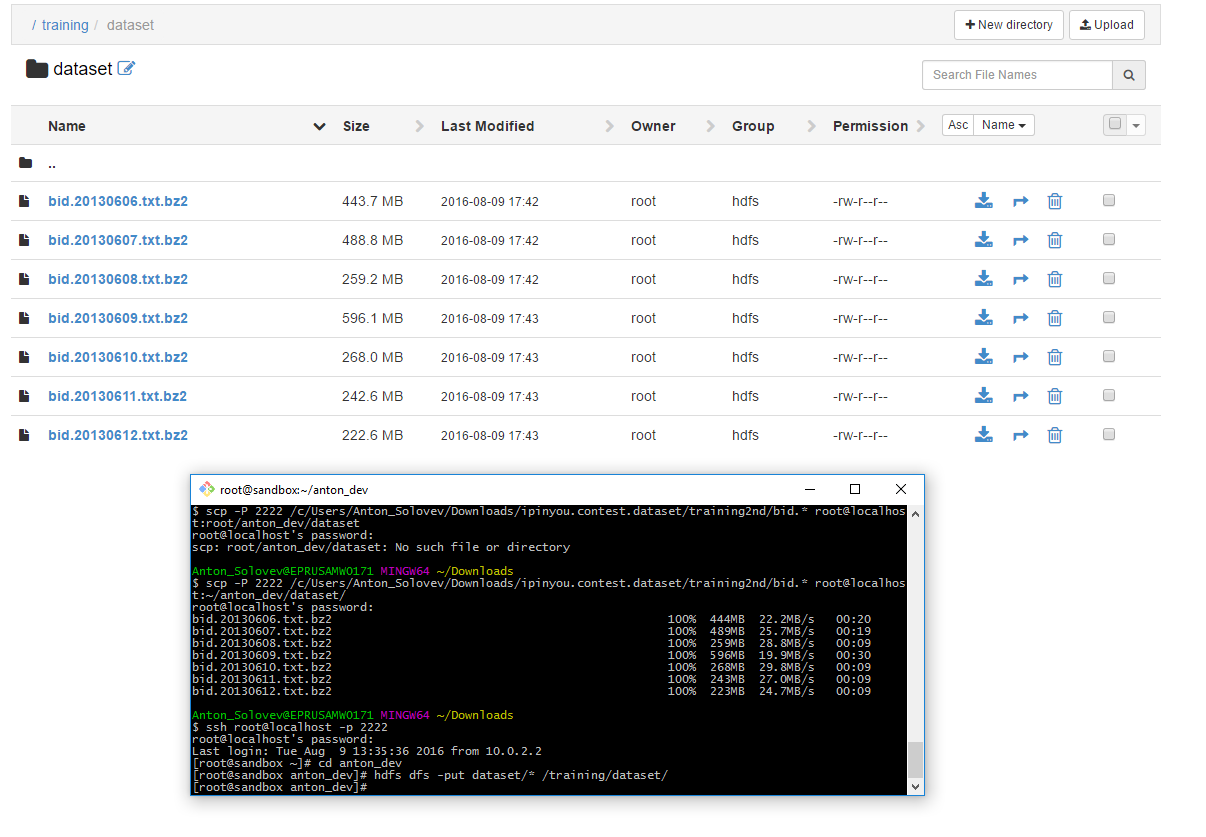 / training / dataset New directory Upload
dataset
Search File Names
Name Size Last Modified Owner Group Permission Asc Name
..
bid.20130606.txt.bz2 443.7 MB 2016-08-09 17:42 root hdfs -rw-r--r--
bid.20130607.txt.bz2 488.8 MB 2016-08-09 17:42 root hdfs -rw-r--r--
bid.20130608.txt.bz2 259.2 MB 2016-08-09 17:42 root hdfs -rw-r--r--
bid.20130609.txt.bz2 596.1 MB 2016-08-09 17:43 root hdfs -rw-r--r--
bid.20130610.txt.bz2 268.0 MB 2016-08-09 17:43 root hdfs -rw-r--r--
bid.20130611.txt.bz2 242.6 MB 2016-08-09 17:43 root hdfs -rw-r--r--
bid.20130612.txt.bz2 222.6 MB 2016-08-09 17:43 root hdfs -rw-r--r--
root@sandbox:~/anton_dev
$ scp -P 2222 /c/Users/Anton_Solovev/Downloads/ipinyou.contest.dataset/training2nd/bid.* root@localhos
t:root/anton_dev/dataset
root@localhost's password:
scp: root/anton_dev/dataset: No such file or directory
Anton_Solovev@EPRUSAMW0171 MINGW64 ~/Downloads
$ scp -P 2222 /c/Users/Anton_Solovev/Downloads/ipinyou.contest.dataset/training2nd/bid.* root@localhos
t:~/anton_dev/dataset/
root@localhost's password:
bid.20130606.txt.bz2 100% 444MB 22.2MB/s 00:20
bid.20130607.txt.bz2 100% 489MB 25.7MB/s 00:19
bid.20130608.txt.bz2 100% 259MB 28.8MB/s 00:09
bid.20130609.txt.bz2 100% 596MB 19.9MB/s 00:30
bid.20130610.txt.bz2 100% 268MB 29.8MB/s 00:09
bid.20130611.txt.bz2 100% 243MB 27.0MB/s 00:09
bid.20130612.txt.bz2 100% 223MB 24.7MB/s 00:09
Anton_Solovev@EPRUSAMW0171 MINGW64 ~/Downloads
$ ssh root@localhost -p 2222
root@localhost's password:
Last login: Tue Aug  9 13:35:36 2016 from 10.0.2.2
[root@sandbox ~]# cd anton_dev
[root@sandbox anton_dev]# hdfs dfs -put dataset/* /training/dataset/
[root@sandbox anton_dev]#